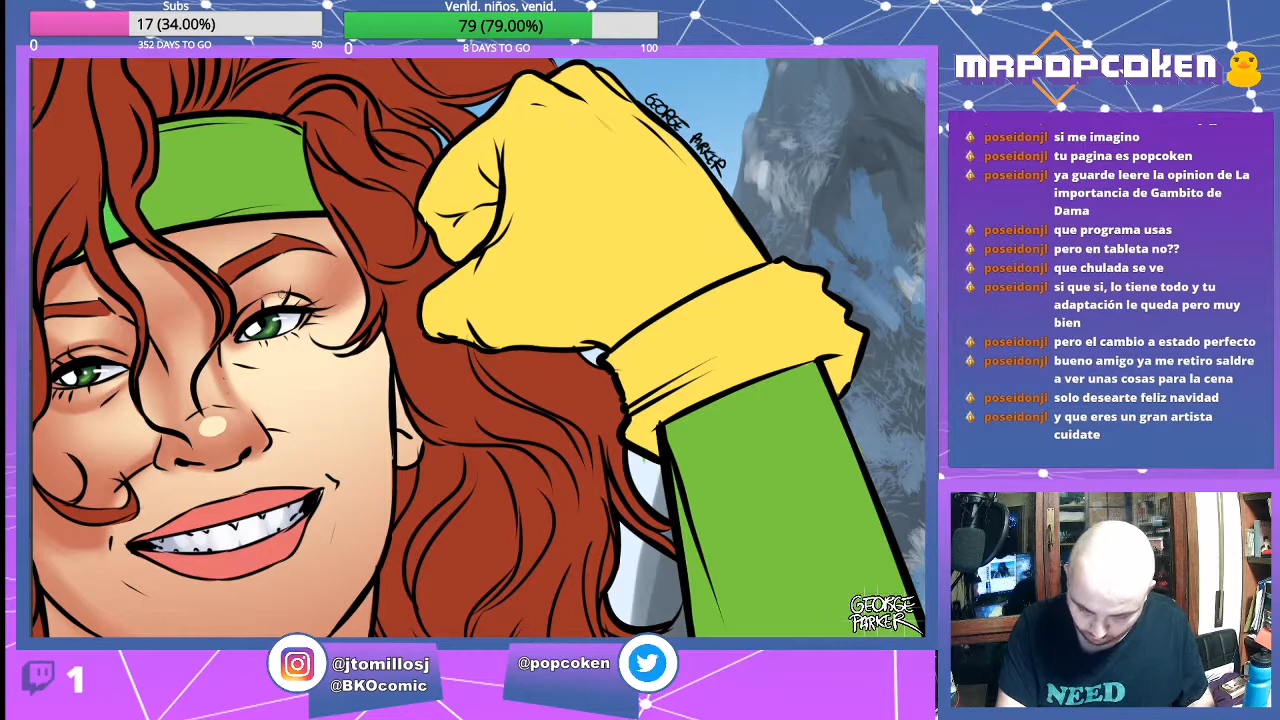 Subs
17 (34.00%)
0
352 DAYS TO GO
50
Venid. niños, venid.
79 (79.00%)
0
8 DAYS TO GO
100
MRPOPCOKEN
GEORGE PARKER
poseidonjl si me imagino
poseidonjl tu pagina es popcoken
poseidonjl ya guarde leere la opinion de La
importancia de Gambito de
Dama
poseidonjl que programa usas
poseidonjl pero en tableta no??
poseidonjl que chulada se ve
poseidonjl si que si, lo tiene todo y tu
adaptación le queda pero muy
bien
poseidonjl pero el cambio a estado perfecto
poseidonjl bueno amigo ya me retiro saldre
a ver unas cosas para la cena
poseidonjl solo desearte feliz navidad
poseidonjl y que eres un gran artista
cuidate
GEORGE
PARKER
1
@jtomillosj
@BKOcomic
@popcoken
NEED